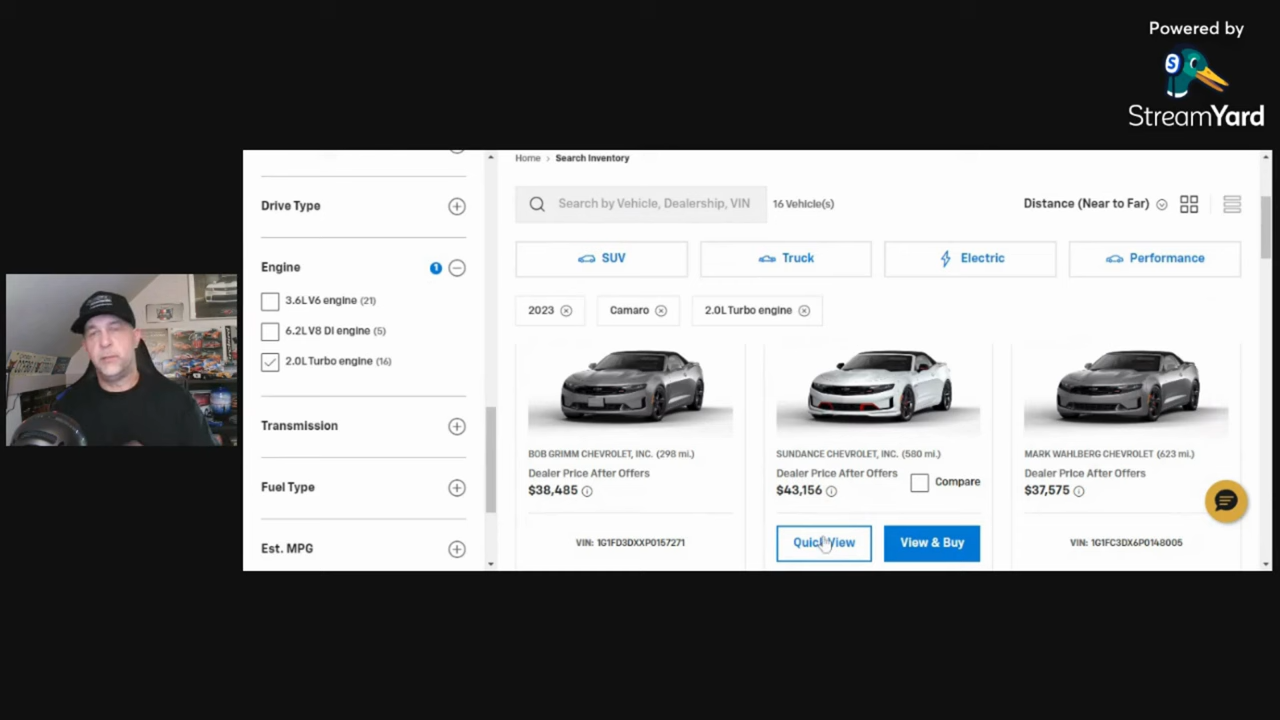 Powered by
S
StreamYard
Home > Search Inventory
Search by Vehicle, Dealership, VIN
16 Vehicle(s)
Distance (Near to Far)
SUV
Truck
Electric
Performance
2023
Camaro
2.0L Turbo engine
Drive Type
Engine
1
3.6L V6 engine (21)
6.2L V8 DI engine (5)
2.0L Turbo engine (16)
Transmission
Fuel Type
Est. MPG
BOB GRIMM CHEVROLET, INC. (298 mi.)
Dealer Price After Offers
$38,485
VIN: 1G1FD3DXXP0157271
SUNDANCE CHEVROLET, INC. (580 mi.)
Dealer Price After Offers
$43,156
Compare
Quick View
View & Buy
MARK WAHLBERG CHEVROLET (623 mi.)
Dealer Price After Offers
$37,575
VIN: 1G1FC3DX6P0148005